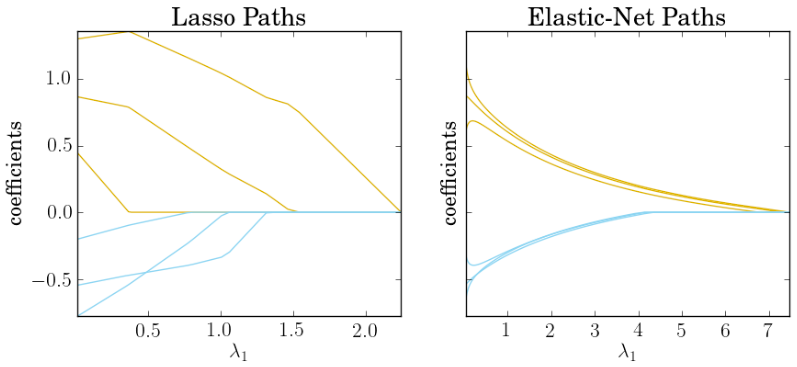 Lasso Paths
coefficients
1.0
0.5
0.0
−0.5
0.5 1.0 1.5 2.0
λ₁
Elastic-Net Paths
coefficients
1 2 3 4 5 6 7
λ₁